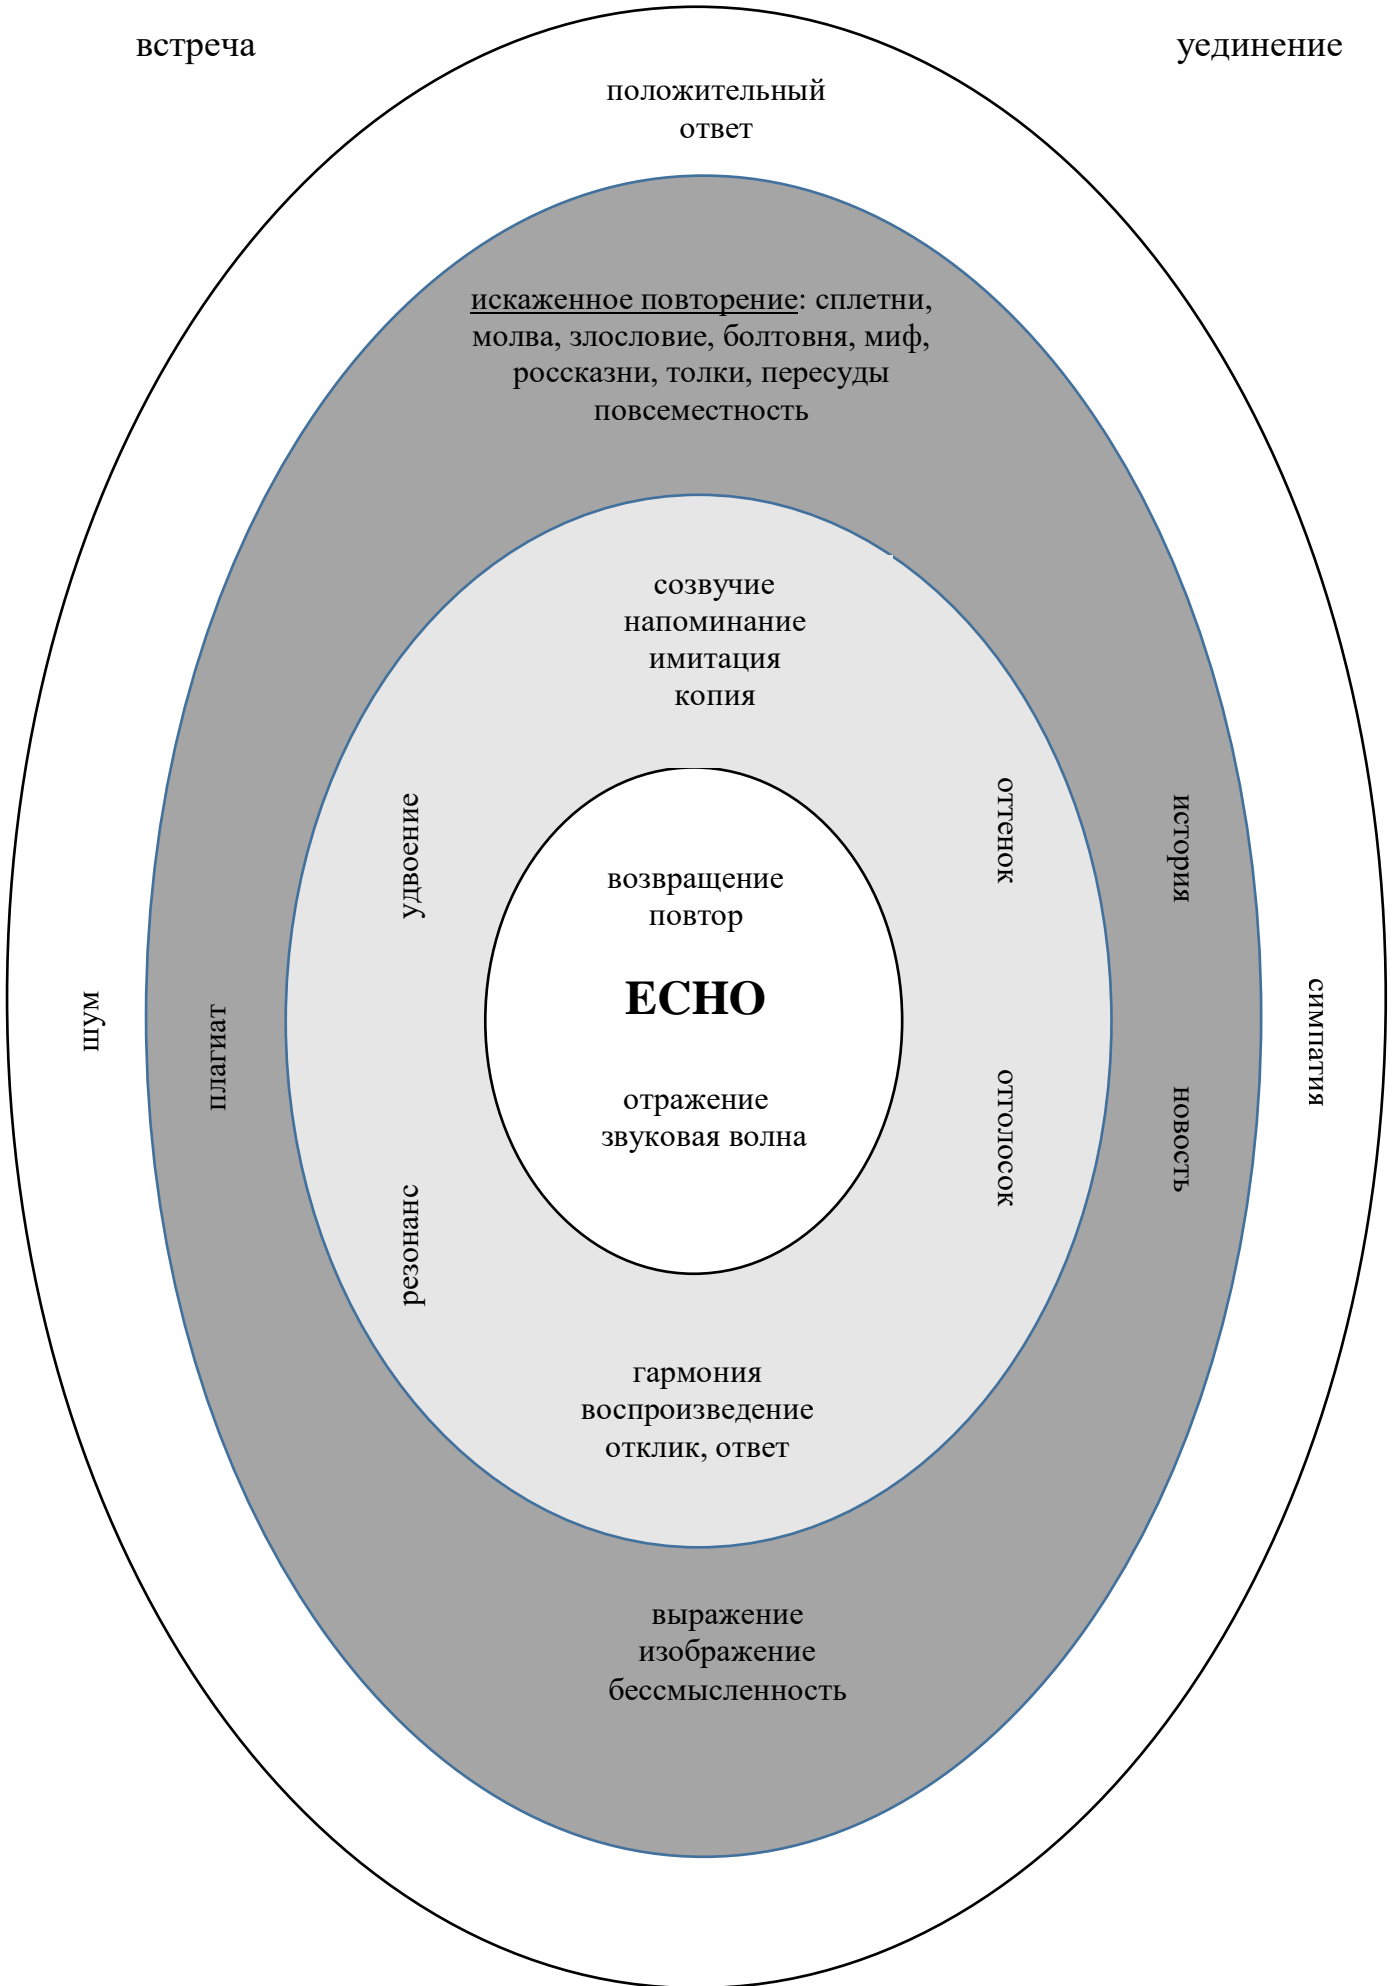 встреча
уединение
положительный
ответ
искаженное повторение: сплетни,
молва, злословие, болтовня, миф,
россказни, толки, пересуды
повсеместность
созвучие
напоминание
имитация
копия
удвоение
оттенок
история
возвращение
повтор
ECHO
отражение
звуковая волна
шум
плагиат
отголосок
новость
симпатия
резонанс
гармония
воспроизведение
отклик, ответ
выражение
изображение
бессмысленность